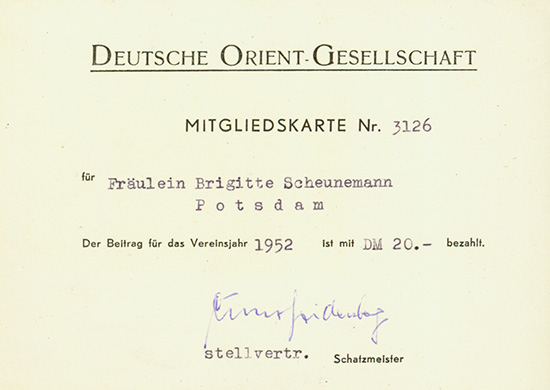 DEUTSCHE ORIENT-GESELLSCHAFT
MITGLIEDSKARTE Nr. 3126
für Fräulein Brigitte Scheunemann
Potsdam
Der Beitrag für das Vereinsjahr 1952 ist mit DM 20.- bezahlt.
stellvertr. Schatzmeister